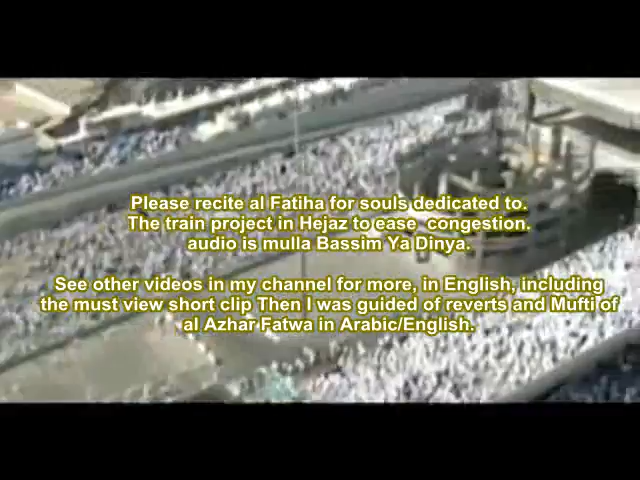 Please recite al Fatiha for souls dedicated to.
The train project in Hejaz to ease congestion.
audio is mulla Bassim Ya Dinya.
See other videos in my channel for more, in English, including
the must view short clip Then I was guided of reverts and Mufti of
al Azhar Fatwa in Arabic/English.